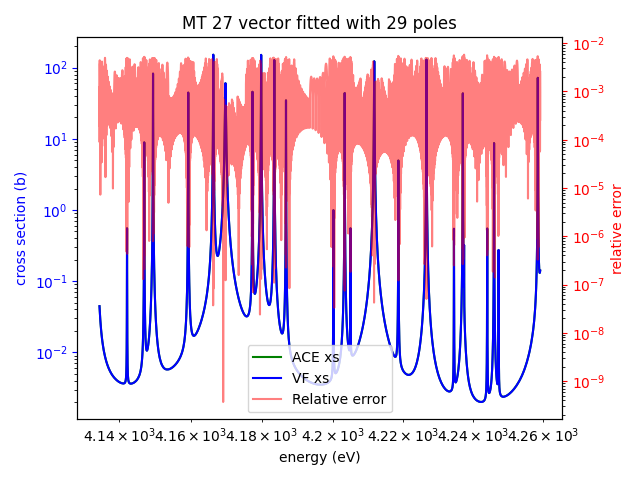 MT 27 vector fitted with 29 poles
10² 10⁻²
10⁻³
10¹ 10⁻⁴
10⁰ 10⁻⁵
10⁻⁶
10⁻¹ 10⁻⁷
10⁻² 10⁻⁸
10⁻⁹
cross section (b)
relative error
ACE xs
VF xs
Relative error
4.14 × 10³ 4.16 × 10³ 4.18 × 10³ 4.2 × 10³ 4.22 × 10³ 4.24 × 10³ 4.26 × 10³
energy (eV)